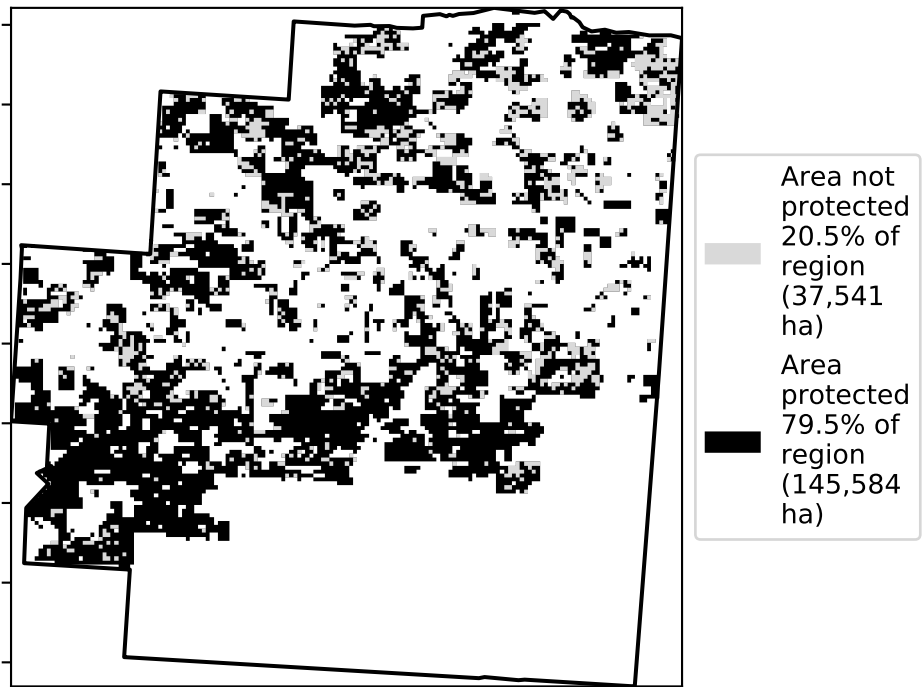 Area not
protected
20.5% of
region
(37,541
ha)
Area
protected
79.5% of
region
(145,584
ha)